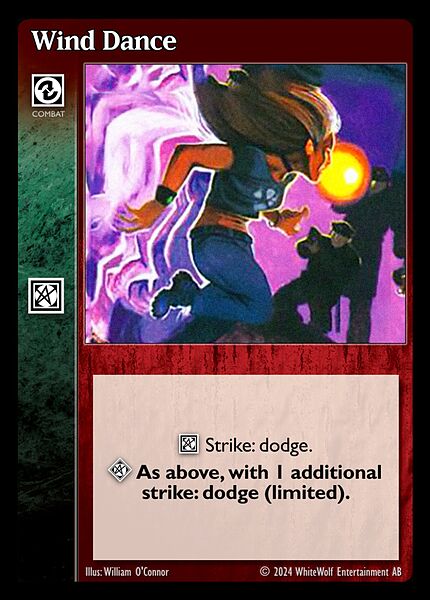 Wind Dance
COMBAT
Strike: dodge.
As above, with 1 additional
strike: dodge (limited).
Illus: William O'Connor
© 2024 WhiteWolf Entertainment AB